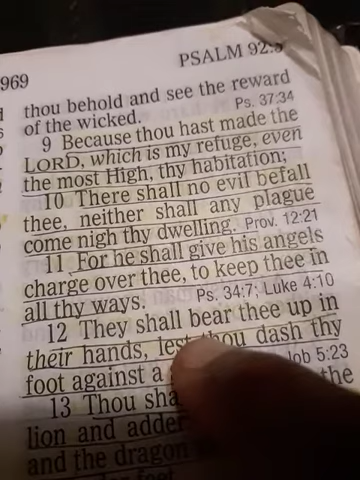 969
PSALM 92:5
thou behold and see the reward
of the wicked. Ps. 37:34
9 Because thou hast made the
LORD, which is my refuge, even
the most High, thy habitation;
10 There shall no evil befall
thee, neither shall any plague
come nigh thy dwelling. Prov. 12:21
11 For he shall give his angels
charge over thee, to keep thee in
all thy ways. Ps. 34:7; Luke 4:10
12 They shall bear thee up in
their hands, lest thou dash thy
foot against a Job 5:23
13 Thou sha the
lion and adder
and the dragon